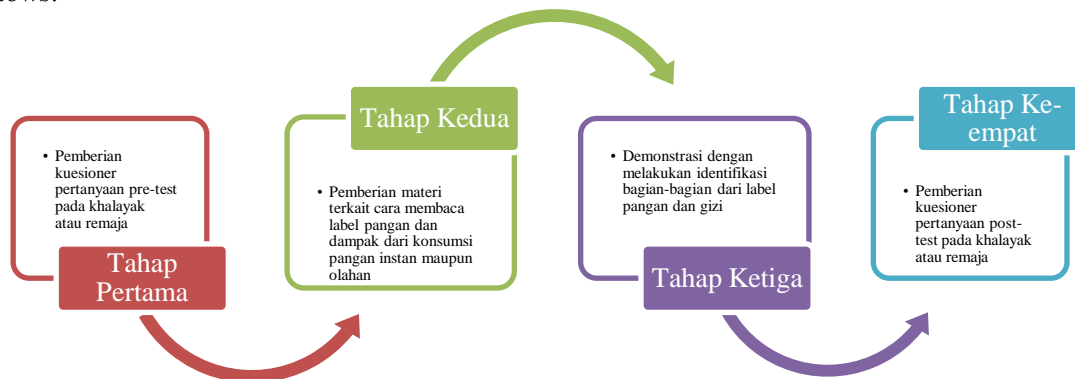 • Pemberian
kuesioner
pertanyaan pre-test
pada khalayak
atau remaja
Tahap
Pertama
Tahap Kedua
• Pemberian materi
terkait cara membaca
label pangan dan
dampak dari konsumsi
pangan instan maupun
olahan
• Demonstrasi dengan
melakukan identifikasi
bagian-bagian dari label
pangan dan gizi
Tahap Ketiga
Tahap Ke-
empat
• Pemberian
kuesioner
pertanyaan post-
test pada khalayak
atau remaja